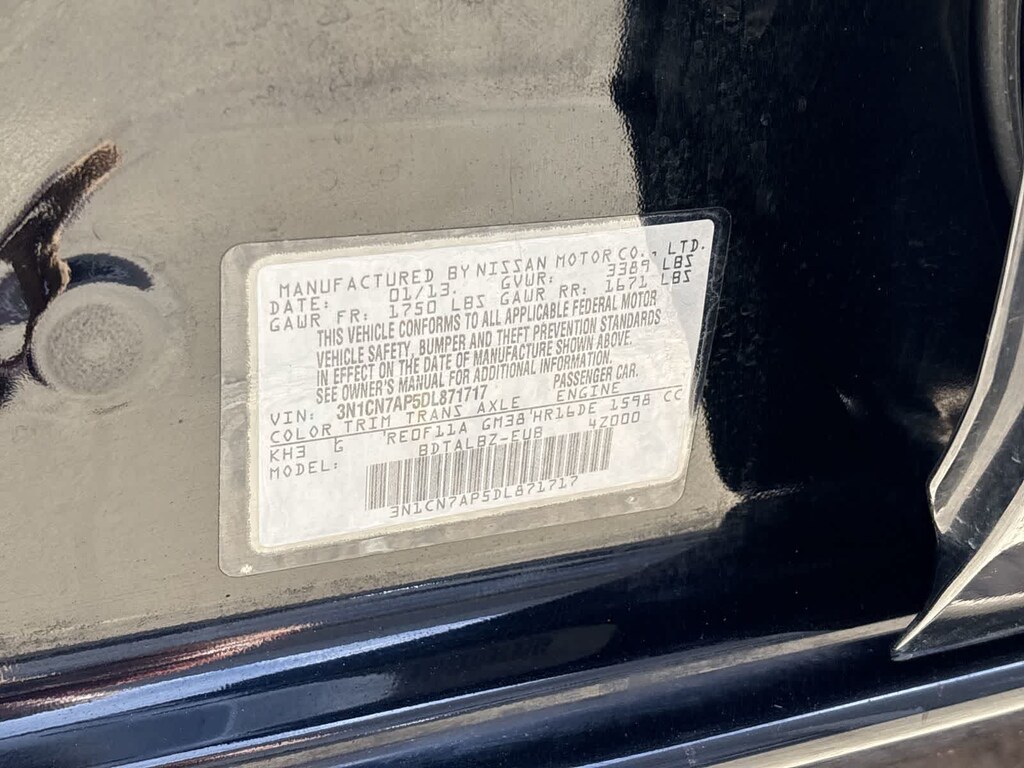 MANUFACTURED BY NISSAN MOTOR CO., LTD.
DATE: 01/13. GVWR: 3389 LBS
GAWR FR: 1750 LBS GAWR RR: 1671 LBS
THIS VEHICLE CONFORMS TO ALL APPLICABLE FEDERAL MOTOR
VEHICLE SAFETY, BUMPER AND THEFT PREVENTION STANDARDS
IN EFFECT ON THE DATE OF MANUFACTURE SHOWN ABOVE.
SEE OWNER'S MANUAL FOR ADDITIONAL INFORMATION.
VIN: 3N1CN7AP5DL871717 PASSENGER CAR.
COLOR TRIM TRANS AXLE ENGINE
KH3 G RE0F11A GM38 HR16DE 1598 CC
MODEL: BDTALBZ-EUB 4Z000
3N1CN7AP5DL871717